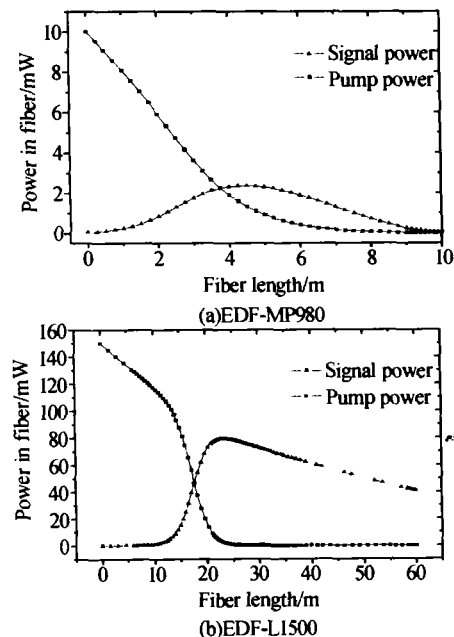 10
8
6
4
2
0
Power in fiber/mW
Signal power
Pump power
0 2 4 6 8 10
Fiber length/m
(a)EDF-MP980
160
140
120
100
80
60
40
20
0
Power in fiber/mW
Signal power
Pump power
0 10 20 30 40 50 60
Fiber length/m
(b)EDF-L1500